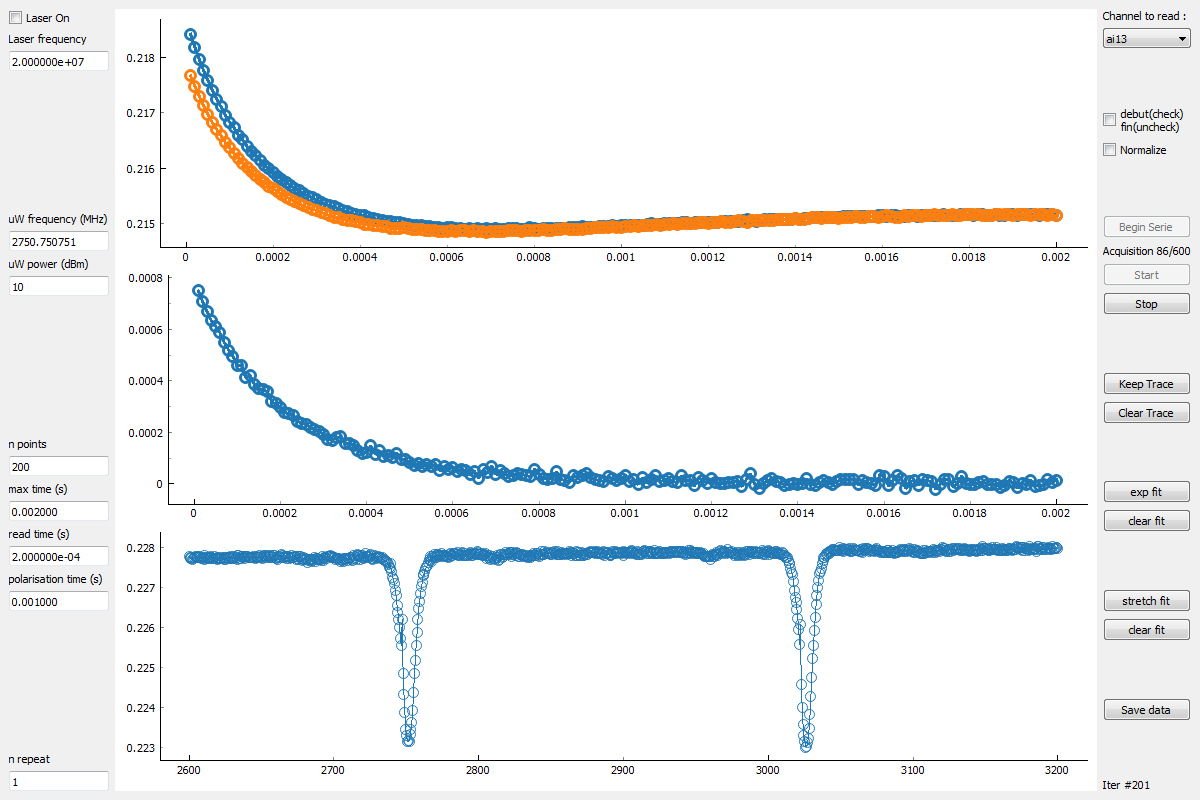 Laser On
Laser frequency
2.000000e+07
uW frequency (MHz)
2750.750751
uW power (dBm)
10
n points
200
max time (s)
0.002000
read time (s)
2.000000e-04
polarisation time (s)
0.001000
n repeat
1
0.218
0.217
0.216
0.215
0 0.0002 0.0004 0.0006 0.0008 0.001 0.0012 0.0014 0.0016 0.0018 0.002
0.0008
0.0006
0.0004
0.0002
0
0 0.0002 0.0004 0.0006 0.0008 0.001 0.0012 0.0014 0.0016 0.0018 0.002
0.228
0.227
0.226
0.225
0.224
0.223
2600 2700 2800 2900 3000 3100 3200
Channel to read :
ai13
debut(check)
fin(uncheck)
Normalize
Begin Serie
Acquisition 86/600
Start
Stop
Keep Trace
Clear Trace
exp fit
clear fit
stretch fit
clear fit
Save data
Iter #201